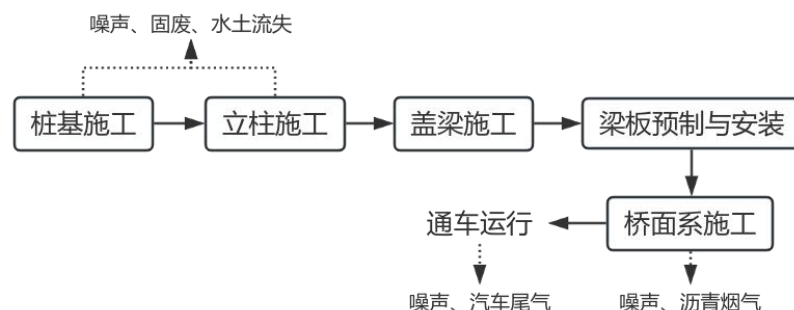 噪声、固废、水土流失
桩基施工
立柱施工
盖梁施工
梁板预制与安装
通车运行
桥面系施工
噪声、汽车尾气
噪声、沥青烟气